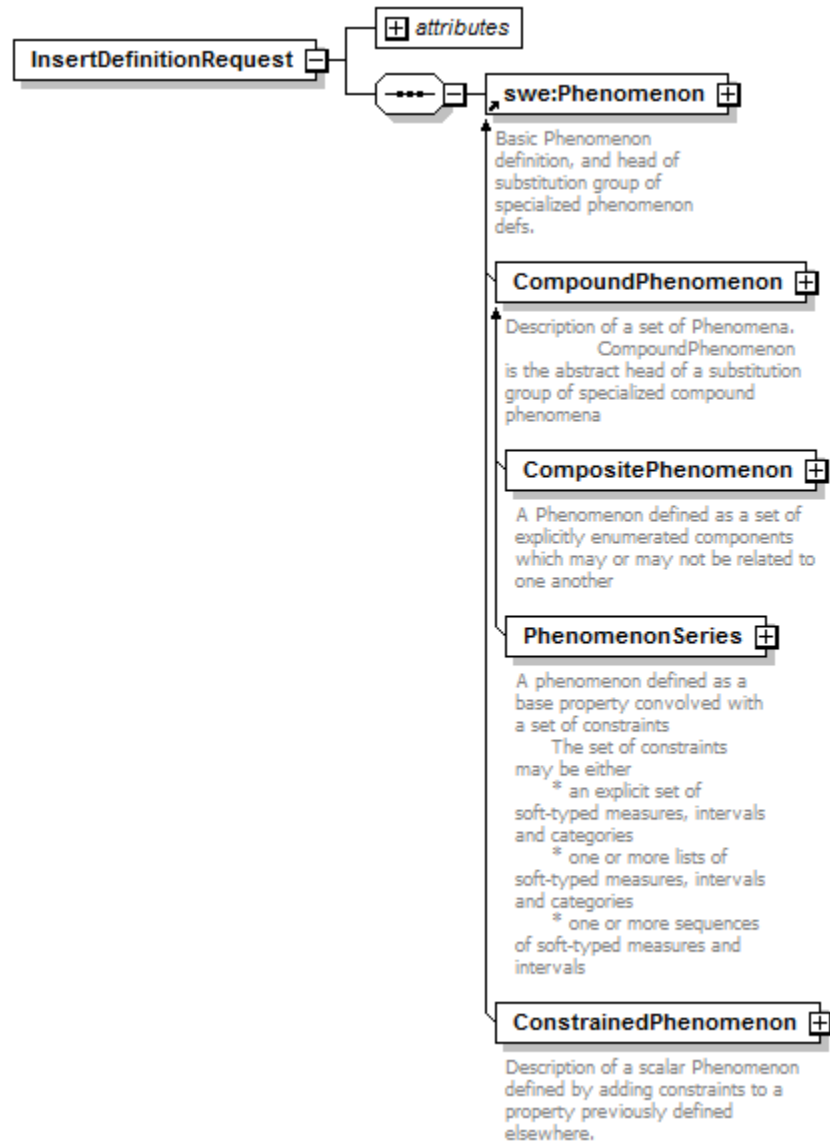 attributes
InsertDefinitionRequest
swe:Phenomenon
Basic Phenomenon
definition, and head of
substitution group of
specialized phenomenon
defs.
CompoundPhenomenon
Description of a set of Phenomena.
CompoundPhenomenon
is the abstract head of a substitution
group of specialized compound
phenomena
CompositePhenomenon
A Phenomenon defined as a set of
explicitly enumerated components
which may or may not be related to
one another
PhenomenonSeries
A phenomenon defined as a
base property convolved with
a set of constraints
The set of constraints
may be either
* an explicit set of
soft-typed measures, intervals
and categories
* one or more lists of
soft-typed measures, intervals
and categories
* one or more sequences
of soft-typed measures and
intervals
ConstrainedPhenomenon
Description of a scalar Phenomenon
defined by adding constraints to a
property previously defined
elsewhere.